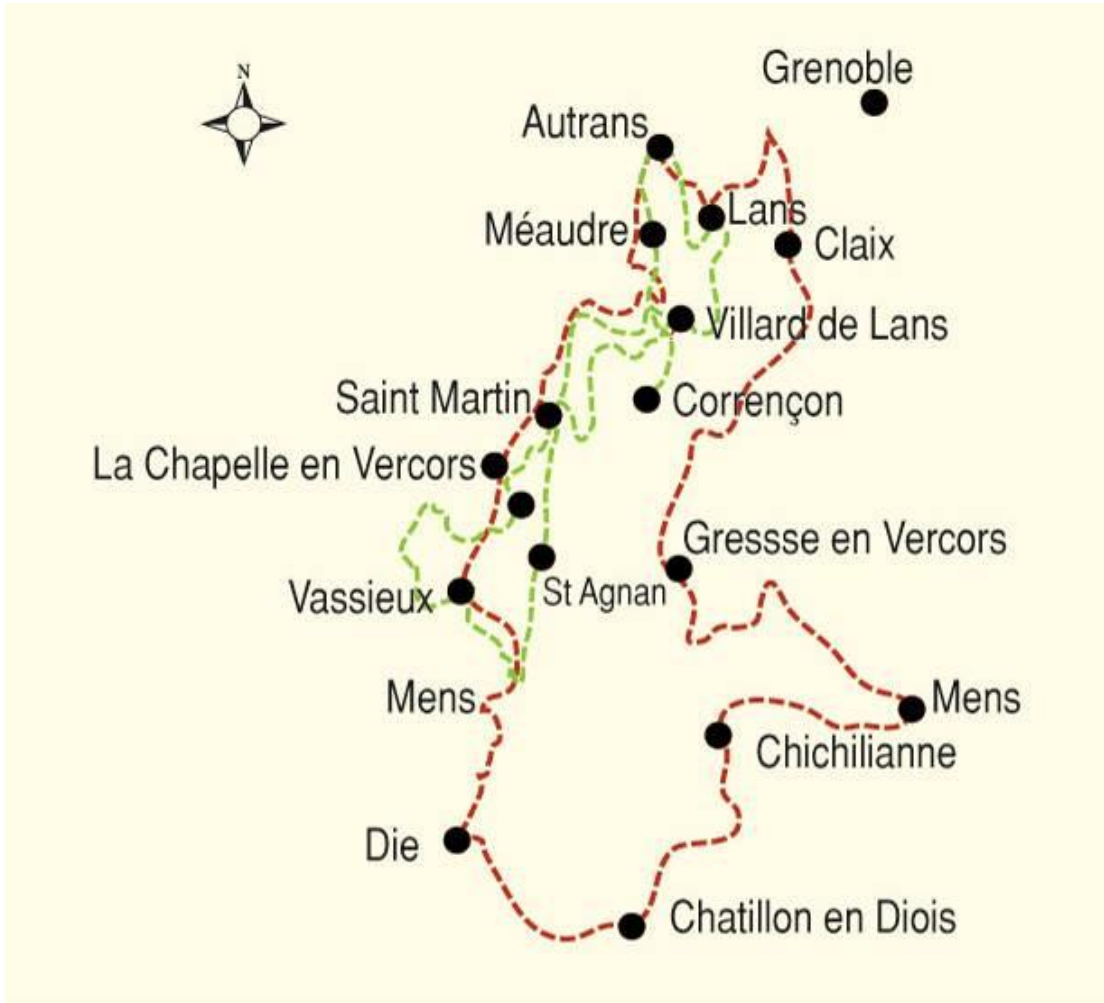 N
Grenoble
Autrans
Lans
Méaudre
Claix
Villard de Lans
Saint Martin
Corrençon
La Chapelle en Vercors
Gressse en Vercors
Vassieux
St Agnan
Mens
Mens
Chichilianne
Die
Chatillon en Diois